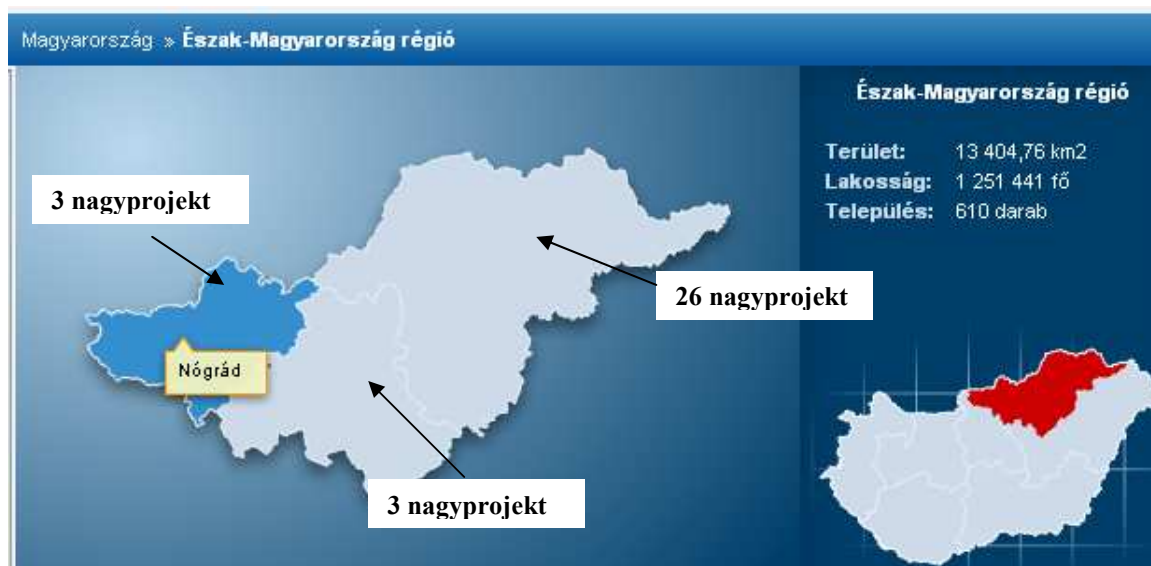 Magyarország » Észak-Magyarország régió
Észak-Magyarország régió
Terület: 13 404,76 km2
Lakosság: 1 251 441 fő
Település: 610 darab
3 nagyprojekt
26 nagyprojekt
Nógrád
3 nagyprojekt